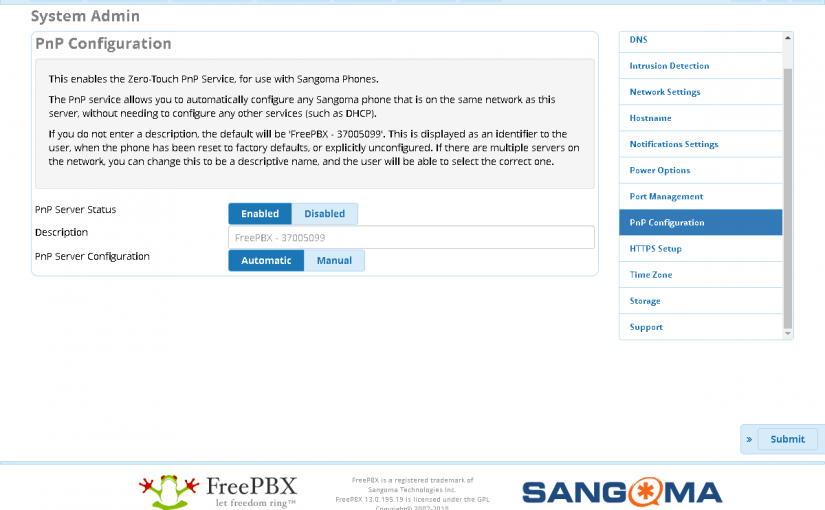 System Admin
PnP Configuration
This enables the Zero-Touch PnP Service, for use with Sangoma Phones.
The PnP service allows you to automatically configure any Sangoma phone that is on the same network as this
server, without needing to configure any other services (such as DHCP).
If you do not enter a description, the default will be 'FreePBX - 37005099'. This is displayed as an identifier to the
user, when the phone has been reset to factory defaults, or explicitly unconfigured. If there are multiple servers on
the network, you can change this to be a descriptive name, and the user will be able to select the correct one.
PnP Server Status
Enabled
Disabled
Description
FreePBX - 37005099
PnP Server Configuration
Automatic
Manual
DNS
Intrusion Detection
Network Settings
Hostname
Notifications Settings
Power Options
Port Management
PnP Configuration
HTTPS Setup
Time Zone
Storage
Support
» Submit
FreePBX
let freedom ring™
FreePBX is a registered trademark of
Sangoma Technologies Inc.
FreePBX 13.0.195.19 is licensed under the GPL
Copyright© 2007-2018
SANGOMA